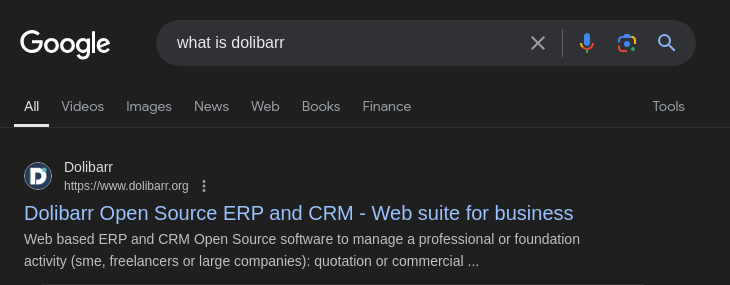 Google
what is dolibarr
All Videos Images News Web Books Finance Tools
D
Dolibarr
https://www.dolibarr.org
Dolibarr Open Source ERP and CRM - Web suite for business
Web based ERP and CRM Open Source software to manage a professional or foundation
activity (sme, freelancers or large companies): quotation or commercial ...